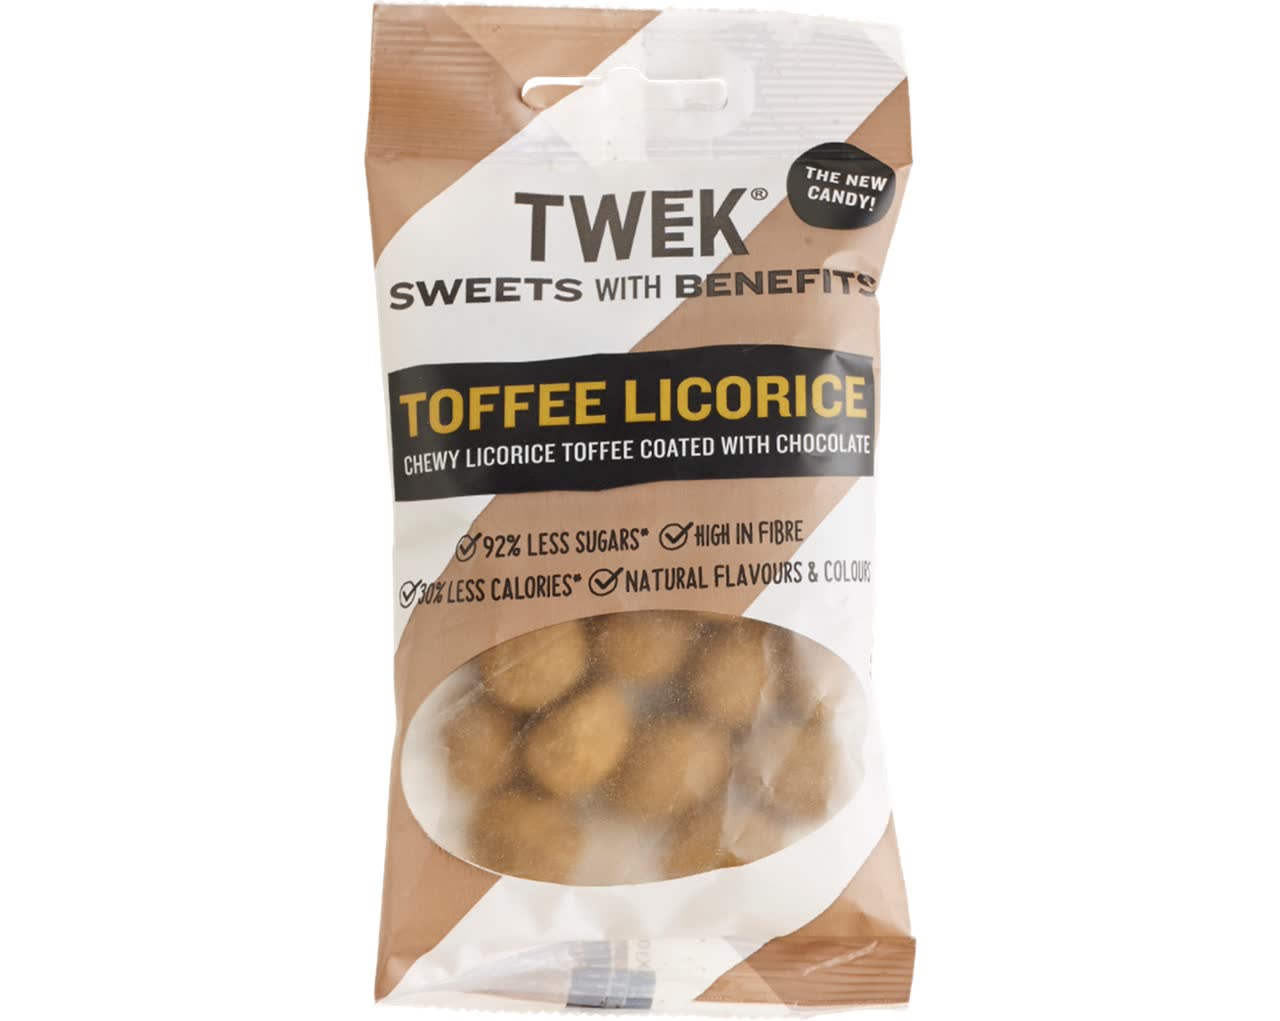 TWEEK®
SWEETS WITH BENEFITS
THE NEW
CANDY!
TOFFEE LICORICE
CHEWY LICORICE TOFFEE COATED WITH CHOCOLATE
92% LESS SUGARS* HIGH IN FIBRE
30% LESS CALORIES* NATURAL FLAVOURS & COLOURS